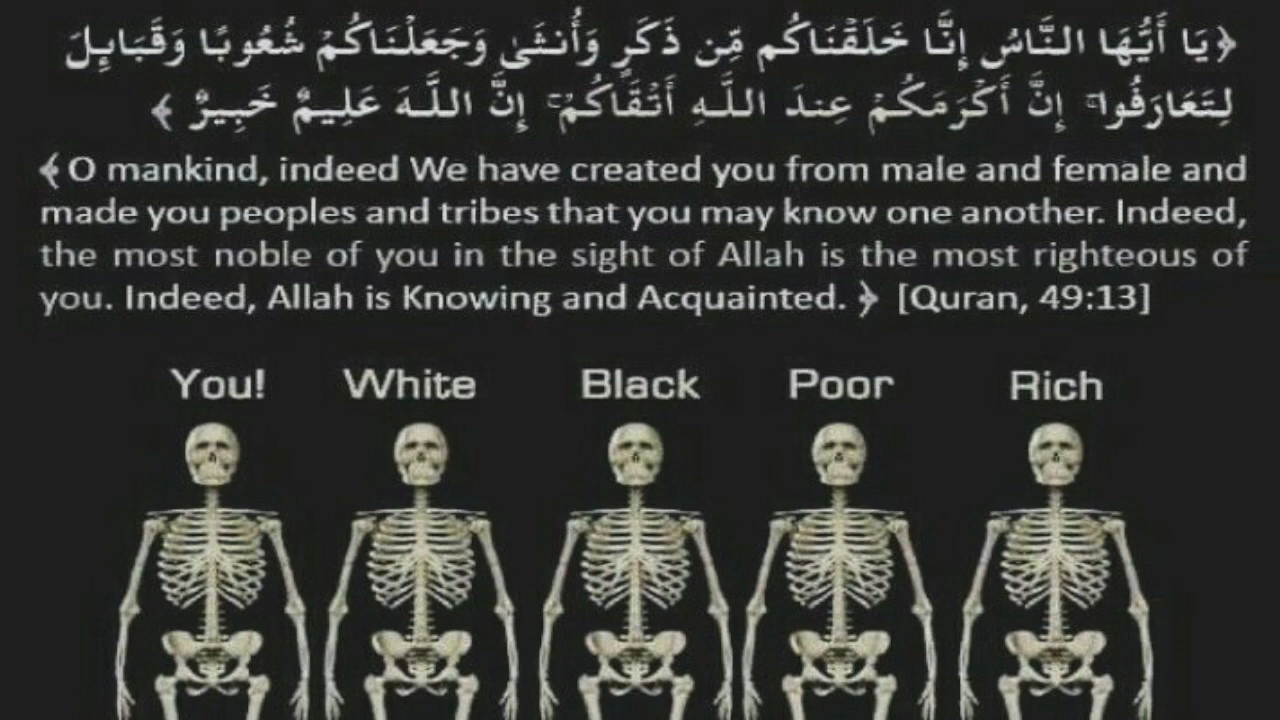 ﴿يَا أَيُّهَا النَّاسُ إِنَّا خَلَقْنَاكُم مِّن ذَكَرٍ وَأُنثَىٰ وَجَعَلْنَاكُمْ شُعُوبًا وَقَبَابِلَ
لِتَعَارَفُوا ۚ إِنَّ أَكْرَمَكُمْ عِندَ اللَّهِ أَتْقَاكُمْ ۚ إِنَّ اللَّهَ عَلِيمٌ خَبِيرٌ ﴾
﴾O mankind, indeed We have created you from male and female and
made you peoples and tribes that you may know one another. Indeed,
the most noble of you in the sight of Allah is the most righteous of
you. Indeed, Allah is Knowing and Acquainted. ﴿ [Quran, 49:13]
You! White Black Poor Rich